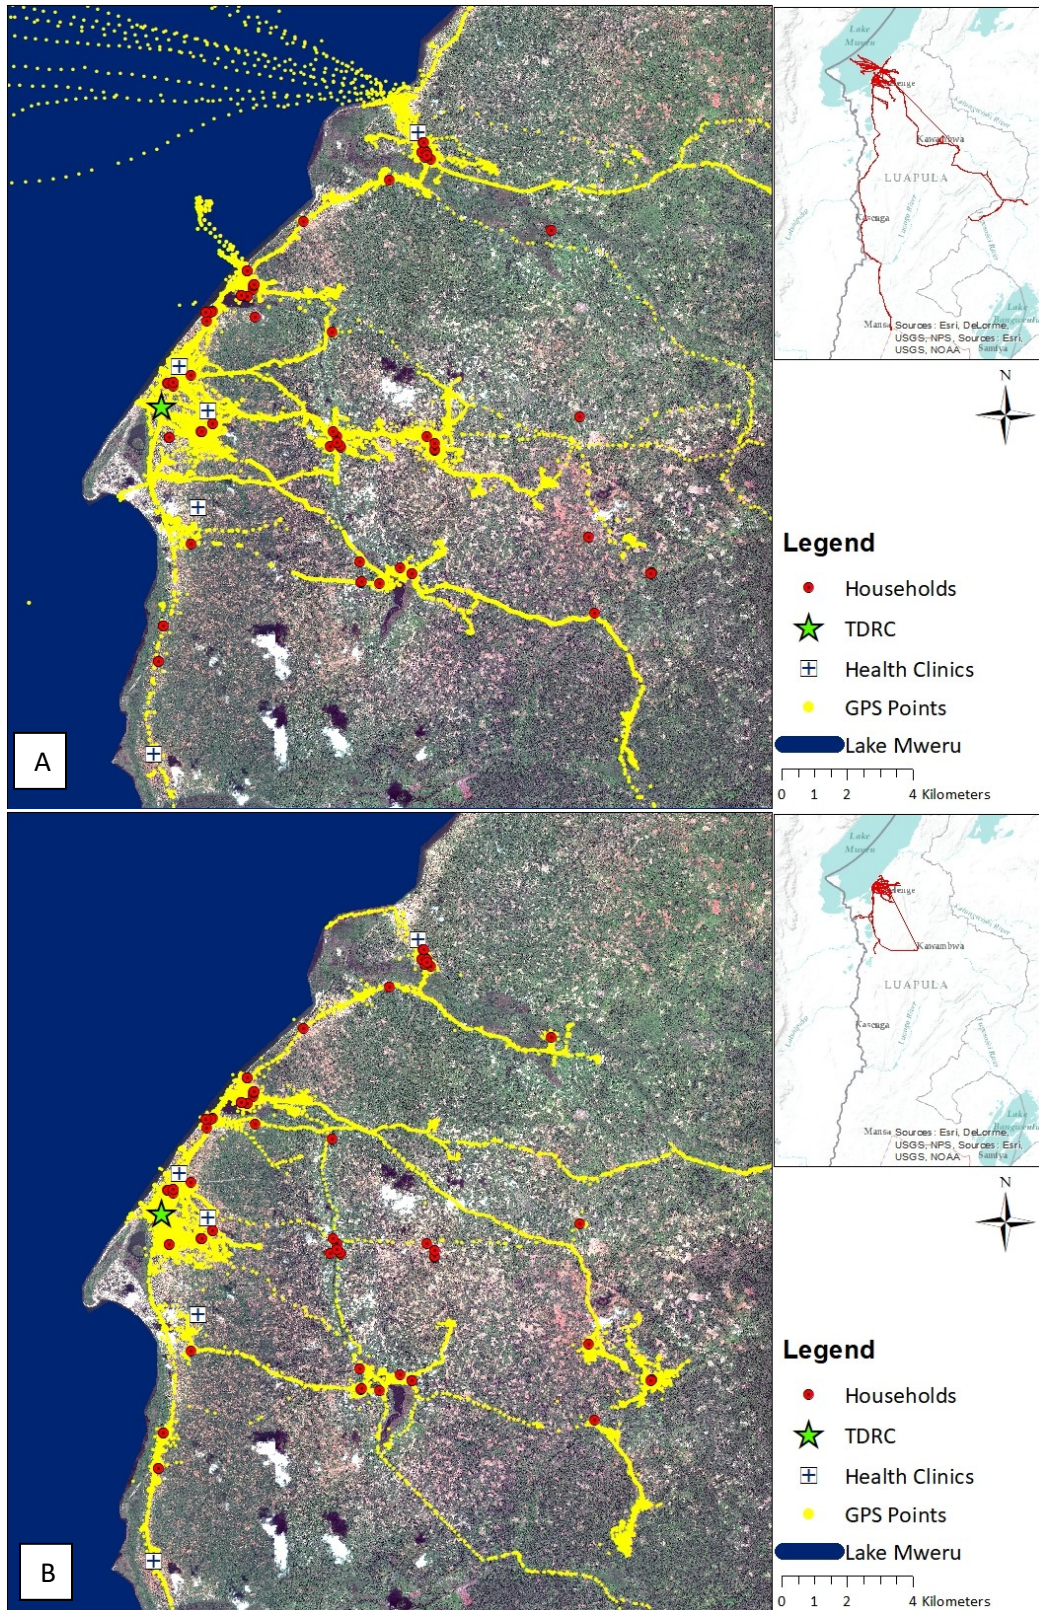 A
Lake
Mweru
Kawambwa
LUAPULA
Kasenga
Mansa
Sources: Esri, DeLorme,
USGS, NPS, Sources: Esri,
USGS, NOAA
Samfya
N
Legend
Households
TDRC
Health Clinics
GPS Points
Lake Mweru
0 1 2 4 Kilometers
B
Lake
Mweru
Kawambwa
LUAPULA
Kasenga
Mansa
Sources: Esri, DeLorme,
USGS, NPS, Sources: Esri,
USGS, NOAA
Samfya
N
Legend
Households
TDRC
Health Clinics
GPS Points
Lake Mweru
0 1 2 4 Kilometers